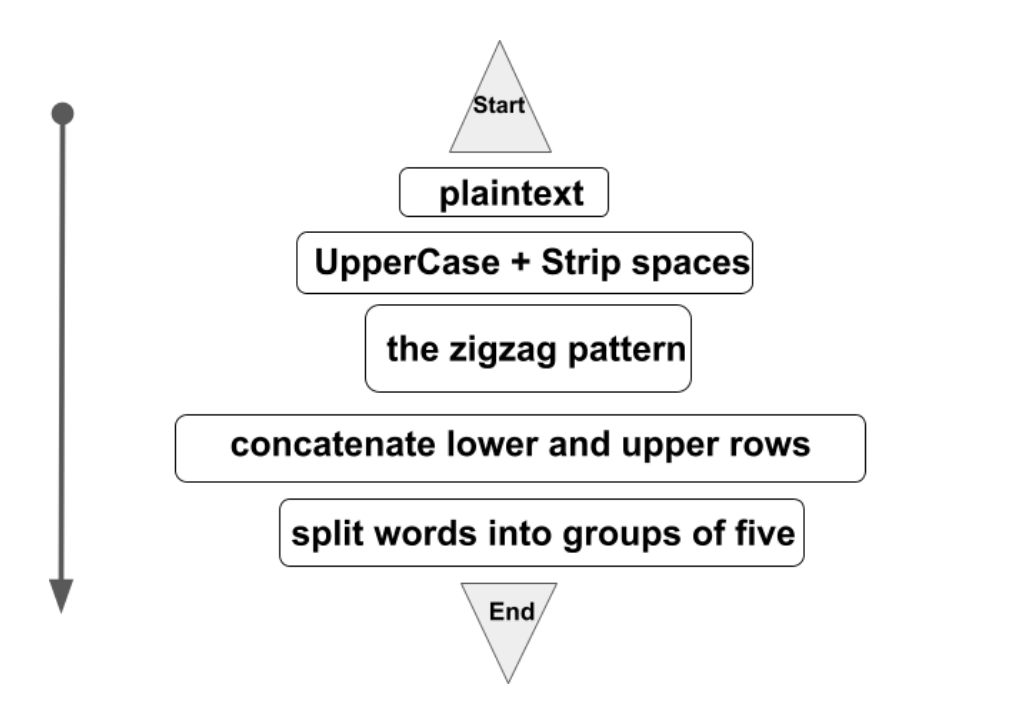 Start
plaintext
UpperCase + Strip spaces
the zigzag pattern
concatenate lower and upper rows
split words into groups of five
End